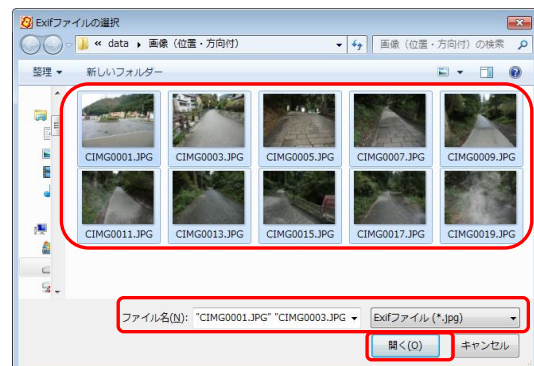 Exifファイルの選択
« data ▸ 画像（位置・方向付）
画像（位置・方向付）の検索
整理 ▼ 新しいフォルダー
CIMG0001.JPG CIMG0003.JPG CIMG0005.JPG CIMG0007.JPG CIMG0009.JPG
CIMG0011.JPG CIMG0013.JPG CIMG0015.JPG CIMG0017.JPG CIMG0019.JPG
ファイル名(N): "CIMG0001.JPG" "CIMG0003.JPG Exifファイル (*.jpg)
開く(O) キャンセル